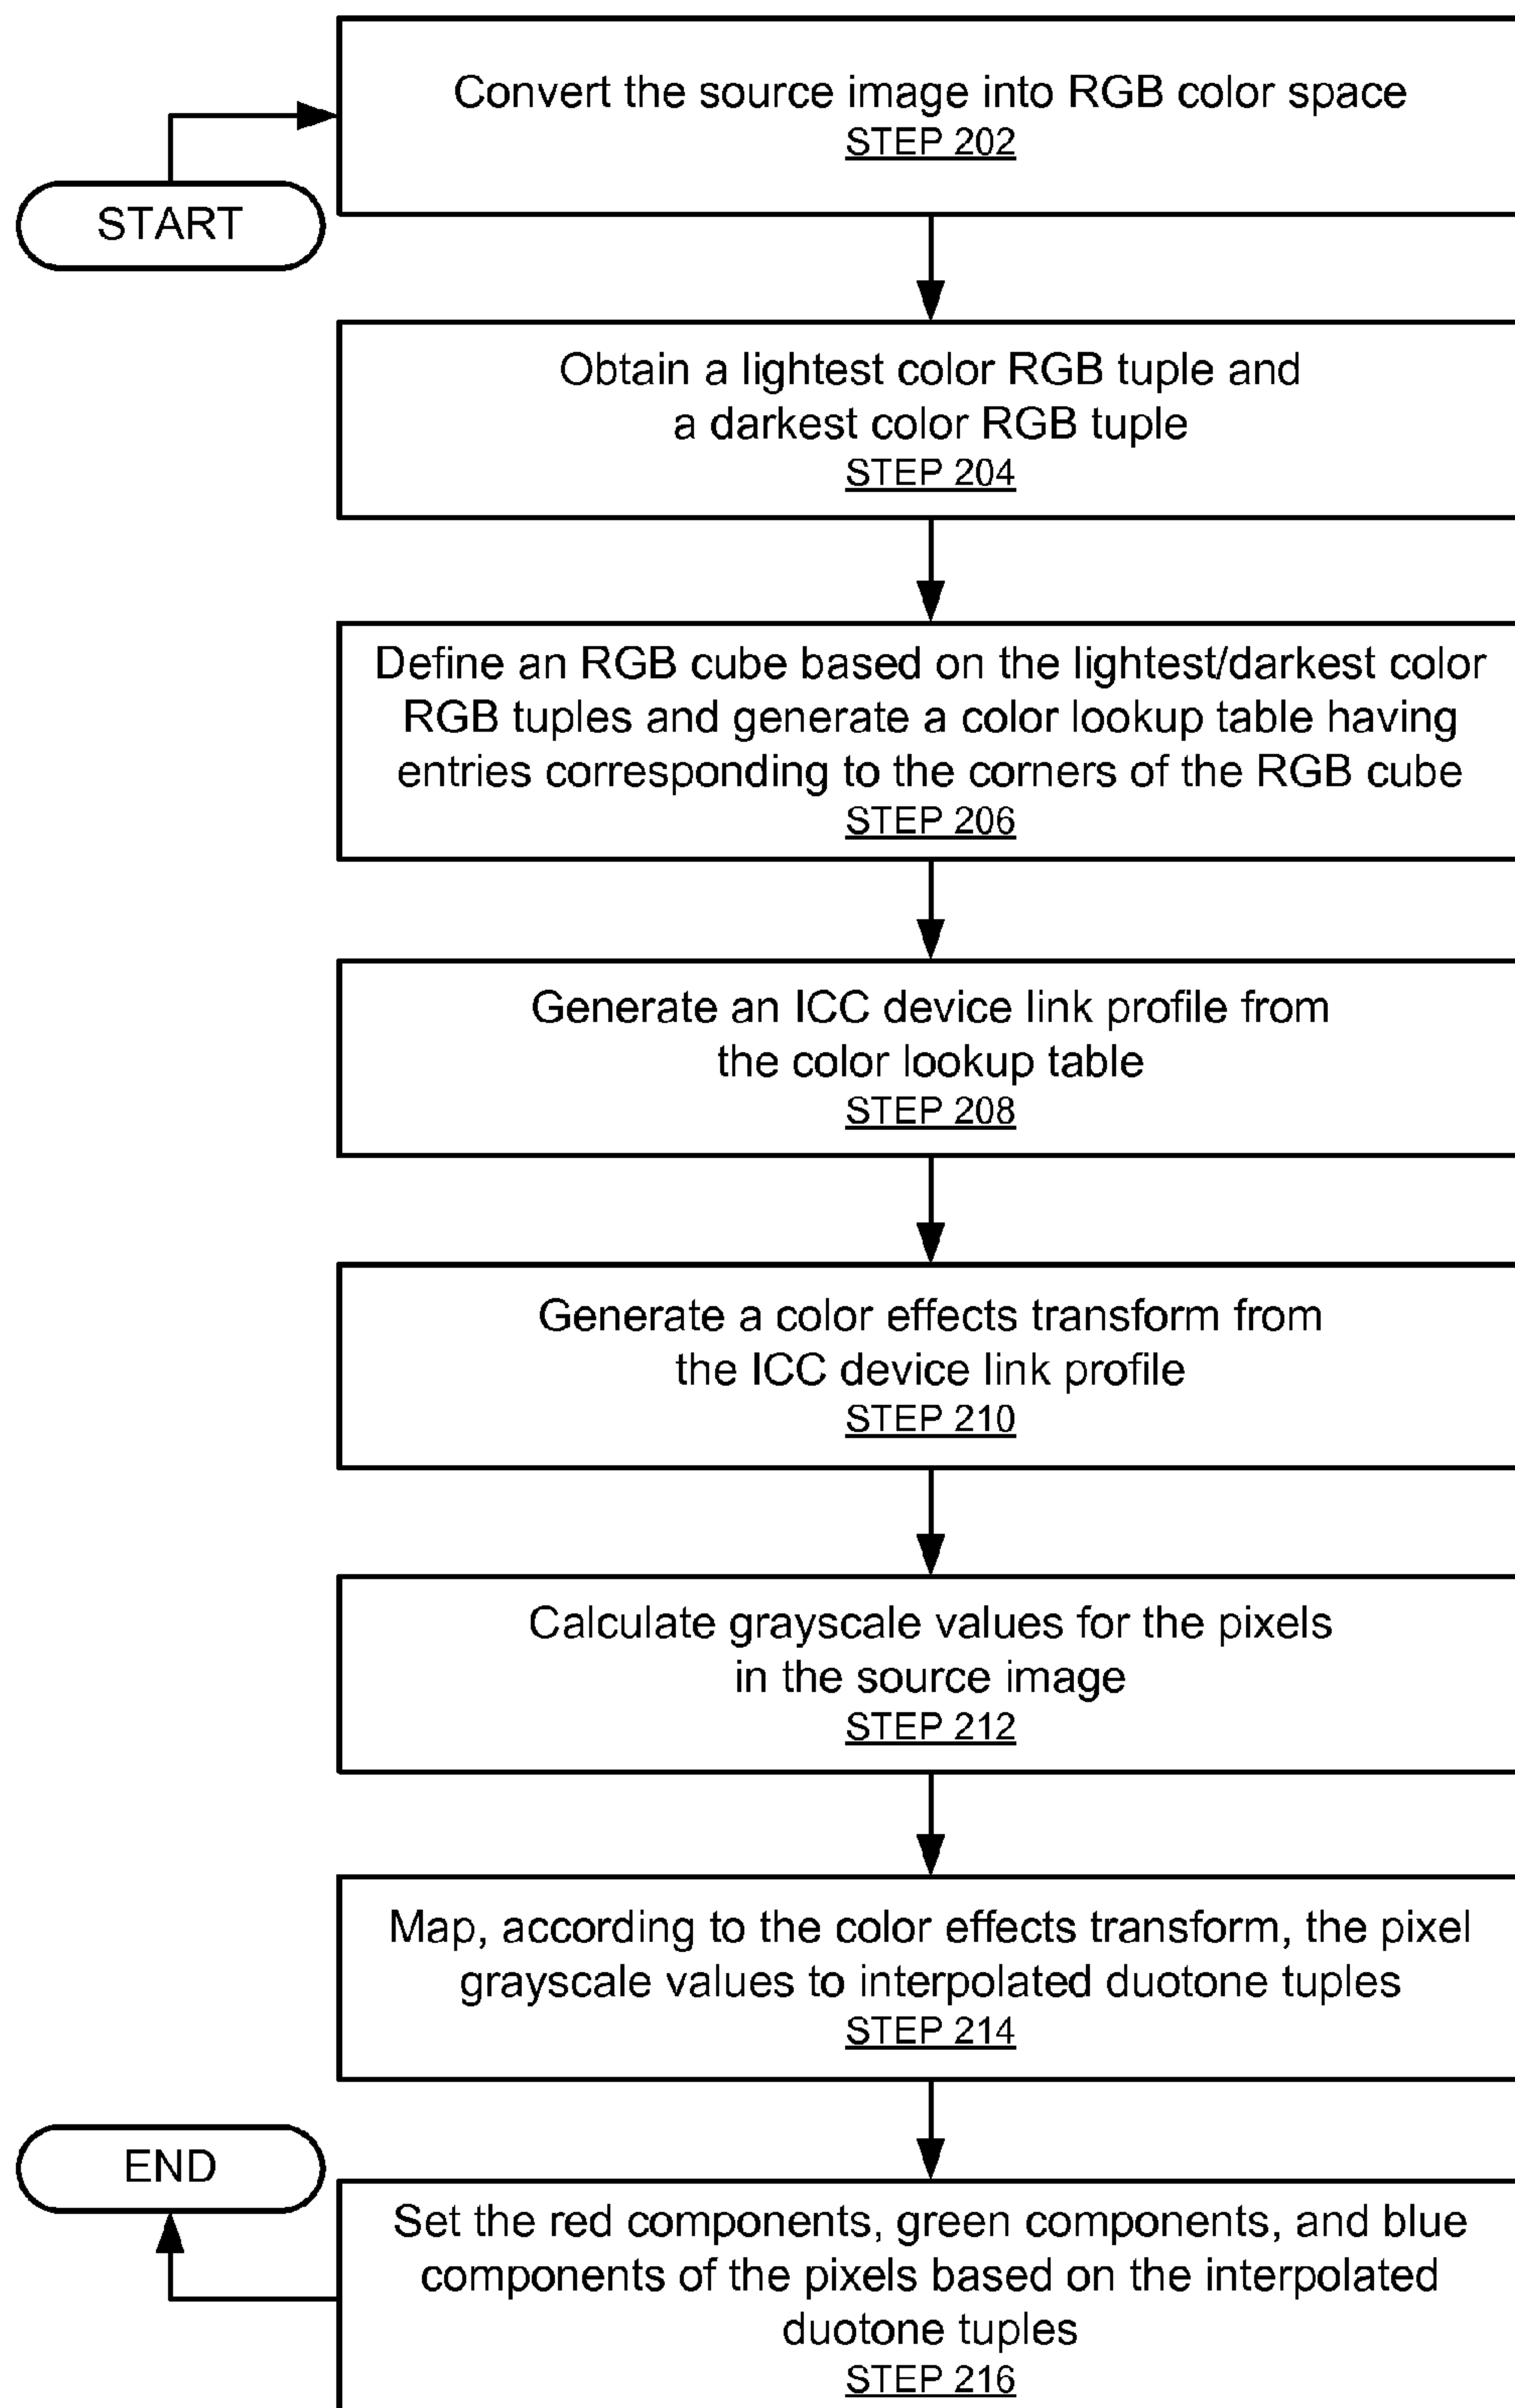 Convert the source image into RGB color space
STEP 202
START
Obtain a lightest color RGB tuple and
a darkest color RGB tuple
STEP 204
Define an RGB cube based on the lightest/darkest color
RGB tuples and generate a color lookup table having
entries corresponding to the corners of the RGB cube
STEP 206
Generate an ICC device link profile from
the color lookup table
STEP 208
Generate a color effects transform from
the ICC device link profile
STEP 210
Calculate grayscale values for the pixels
in the source image
STEP 212
Map, according to the color effects transform, the pixel
grayscale values to interpolated duotone tuples
STEP 214
END
Set the red components, green components, and blue
components of the pixels based on the interpolated
duotone tuples
STEP 216